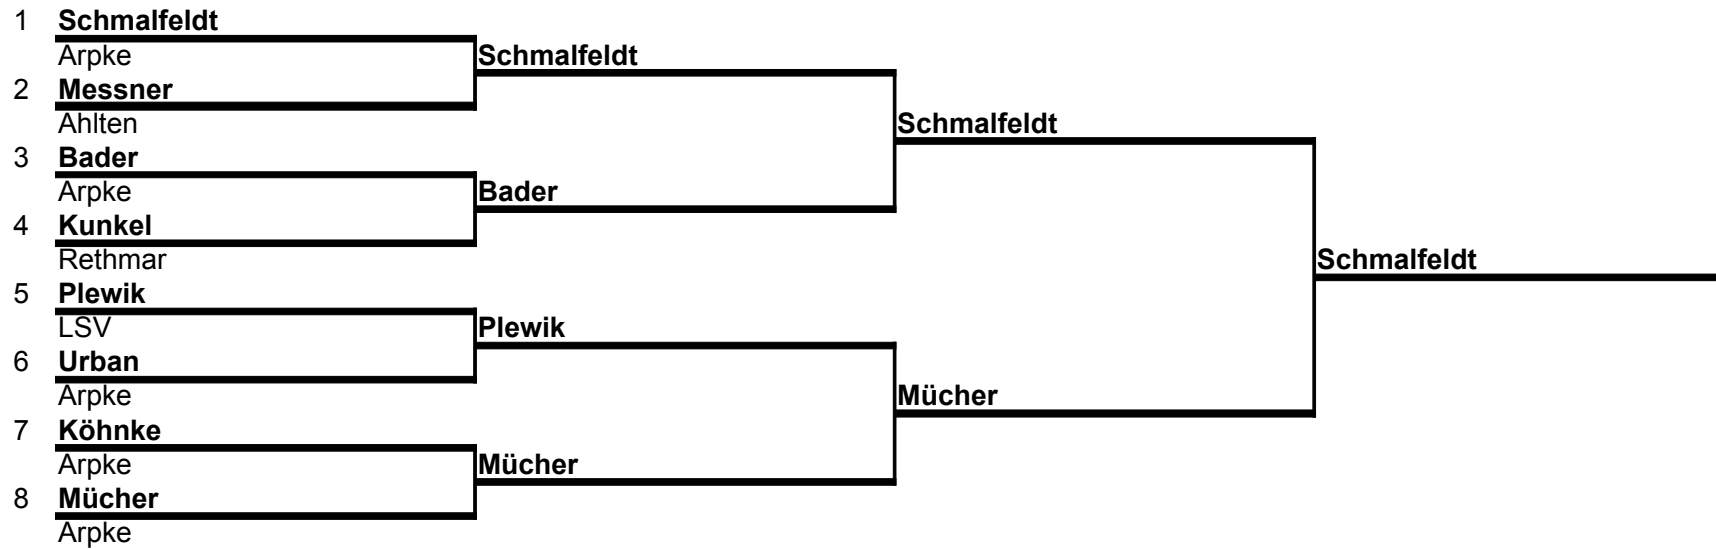 1 Schmalfeldt
Arpke Schmalfeldt
2 Messner
Ahlten Schmalfeldt
3 Bader
Arpke Bader
4 Kunkel
Rethmar Schmalfeldt
5 Plewik
LSV Plewik
6 Urban
Arpke Mücher
7 Köhnke
Arpke Mücher
8 Mücher
Arpke